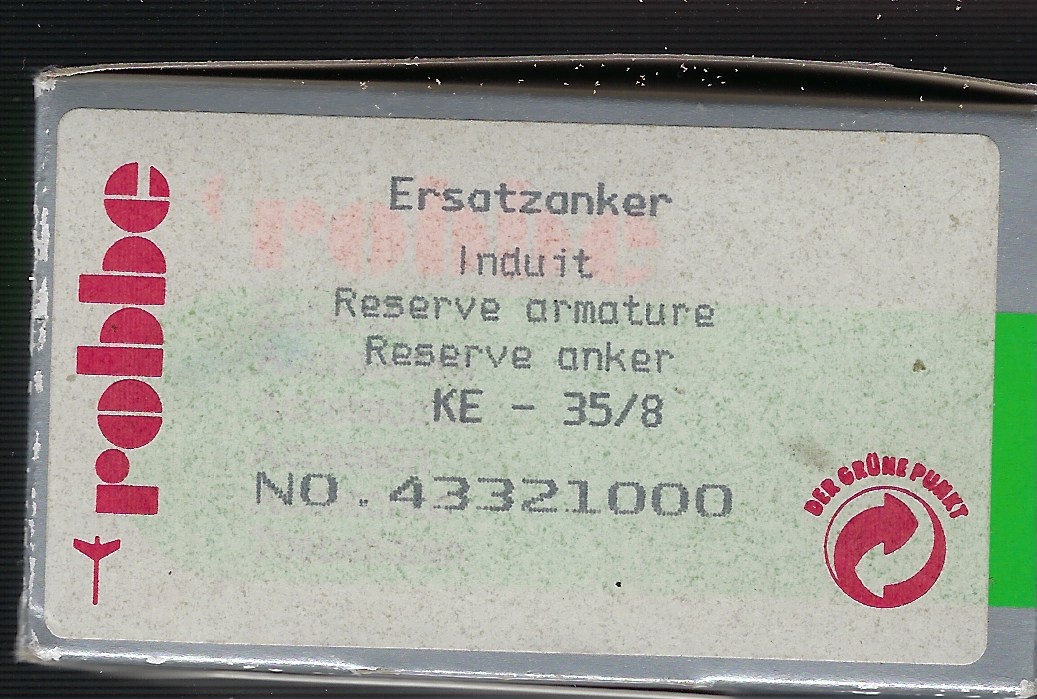 robbe
Ersatzanker
Induit
Reserve armature
Reserve anker
KE - 35/8
NO.43321000
DER GRÜNE PUNKT